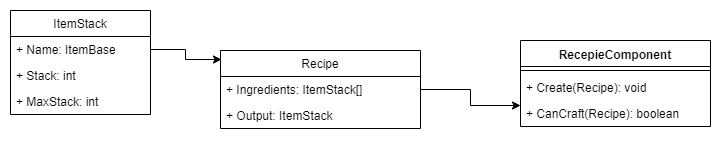 ItemStack
+ Name: ItemBase
+ Stack: int
+ MaxStack: int
Recipe
+ Ingredients: ItemStack[]
+ Output: ItemStack
RecepieComponent
+ Create(Recipe): void
+ CanCraft(Recipe): boolean